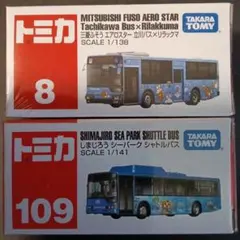 トミカ
8
MITSUBISHI FUSO AERO STAR
Tachikawa Bus×Rilakkuma
三菱ふそう エアロスター 立川バス×リラックマ
SCALE 1/138
TAKARA TOMY
トミカ
109
SHIMAJIRO SEA PARK SHUTTLE BUS
しまじろう シーパーク シャトルバス
SCALE 1/141
TAKARA TOMY